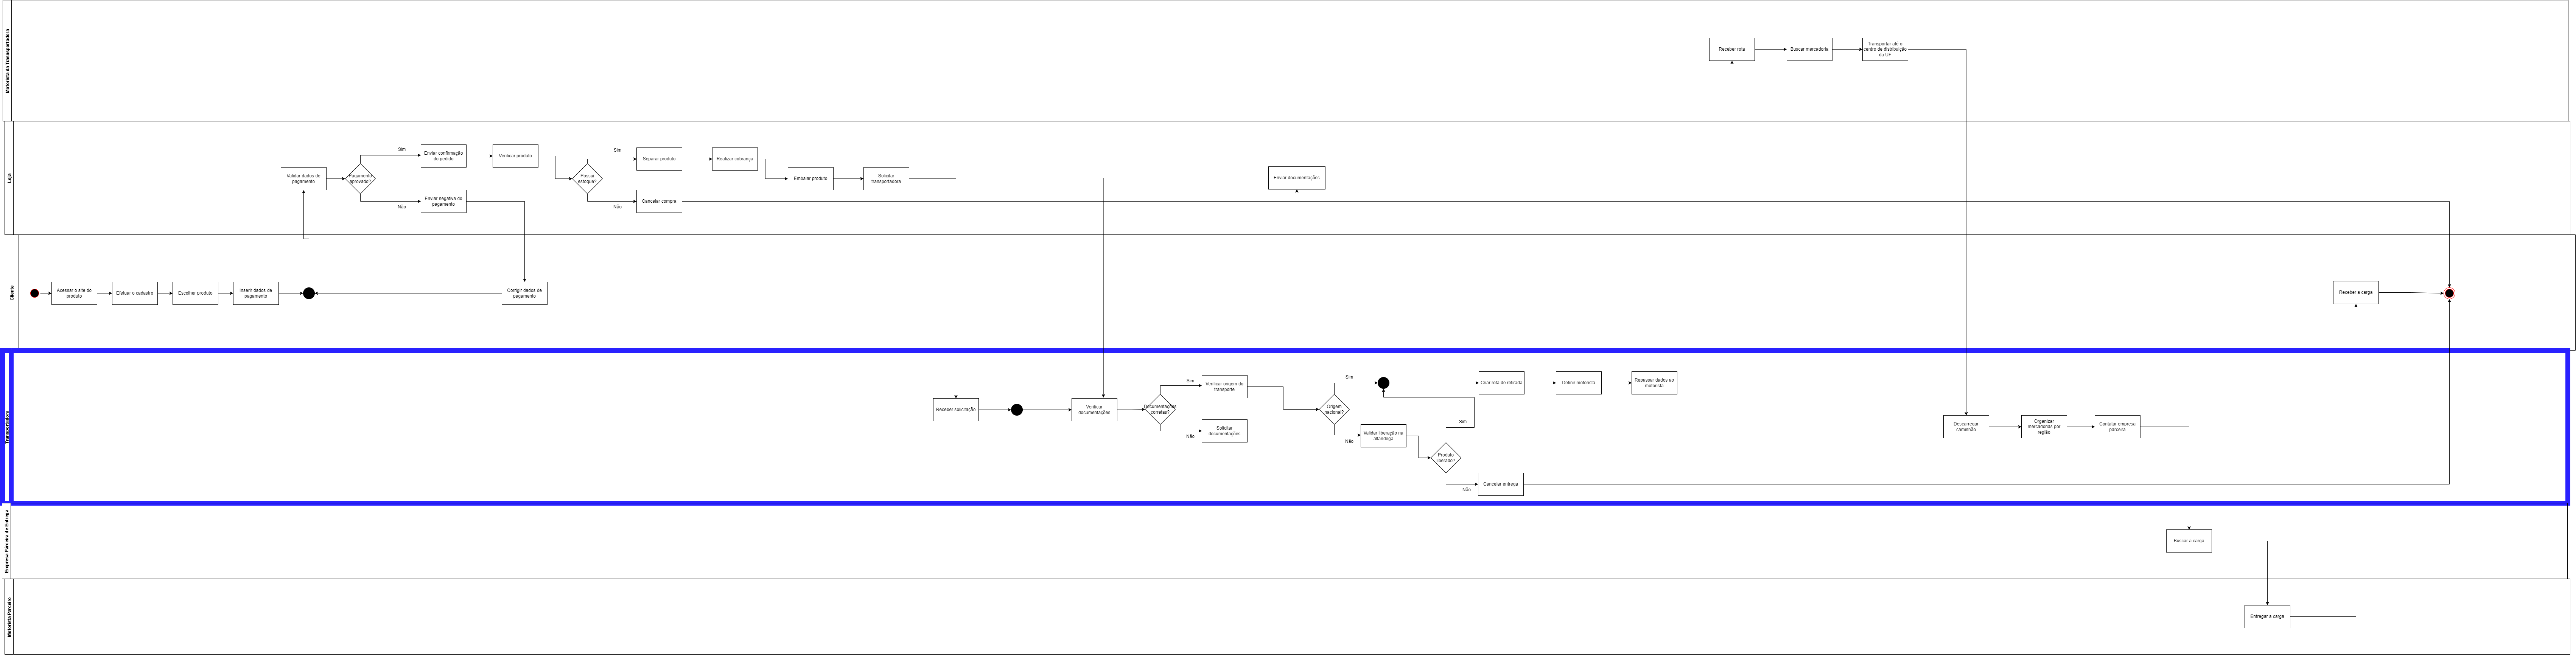 Motorista da Transportadora
Receber rota
Buscar mercadoria
Transportar até o
centro de distribuição
da UF
Loja
Validar dados de
pagamento
Pagamento
aprovado?
Sim
Não
Enviar confirmação
do pedido
Verificar produto
Enviar negativa do
pagamento
Possui
estoque?
Sim
Não
Separar produto
Realizar cobrança
Cancelar compra
Embalar produto
Solicitar
transportadora
Enviar documentações
Cliente
Acessar o site do
produto
Efetuar o cadastro
Escolher produto
Inserir dados de
pagamento
Corrigir dados de
pagamento
Receber a carga
Transportadora
Receber solicitação
Verificar
documentações
Documentações
corretas?
Sim
Não
Verificar origem do
transporte
Solicitar
documentações
Origem
nacional?
Sim
Não
Validar liberação na
alfandega
Produto
liberado?
Sim
Não
Cancelar entrega
Criar rota de retirada
Definir motorista
Repassar dados ao
motorista
Descarregar
caminhão
Organizar
mercadorias por
região
Contatar empresa
parceira
Empresa Parceira de Entrega
Buscar a carga
Motorista Parceiro
Entregar a carga